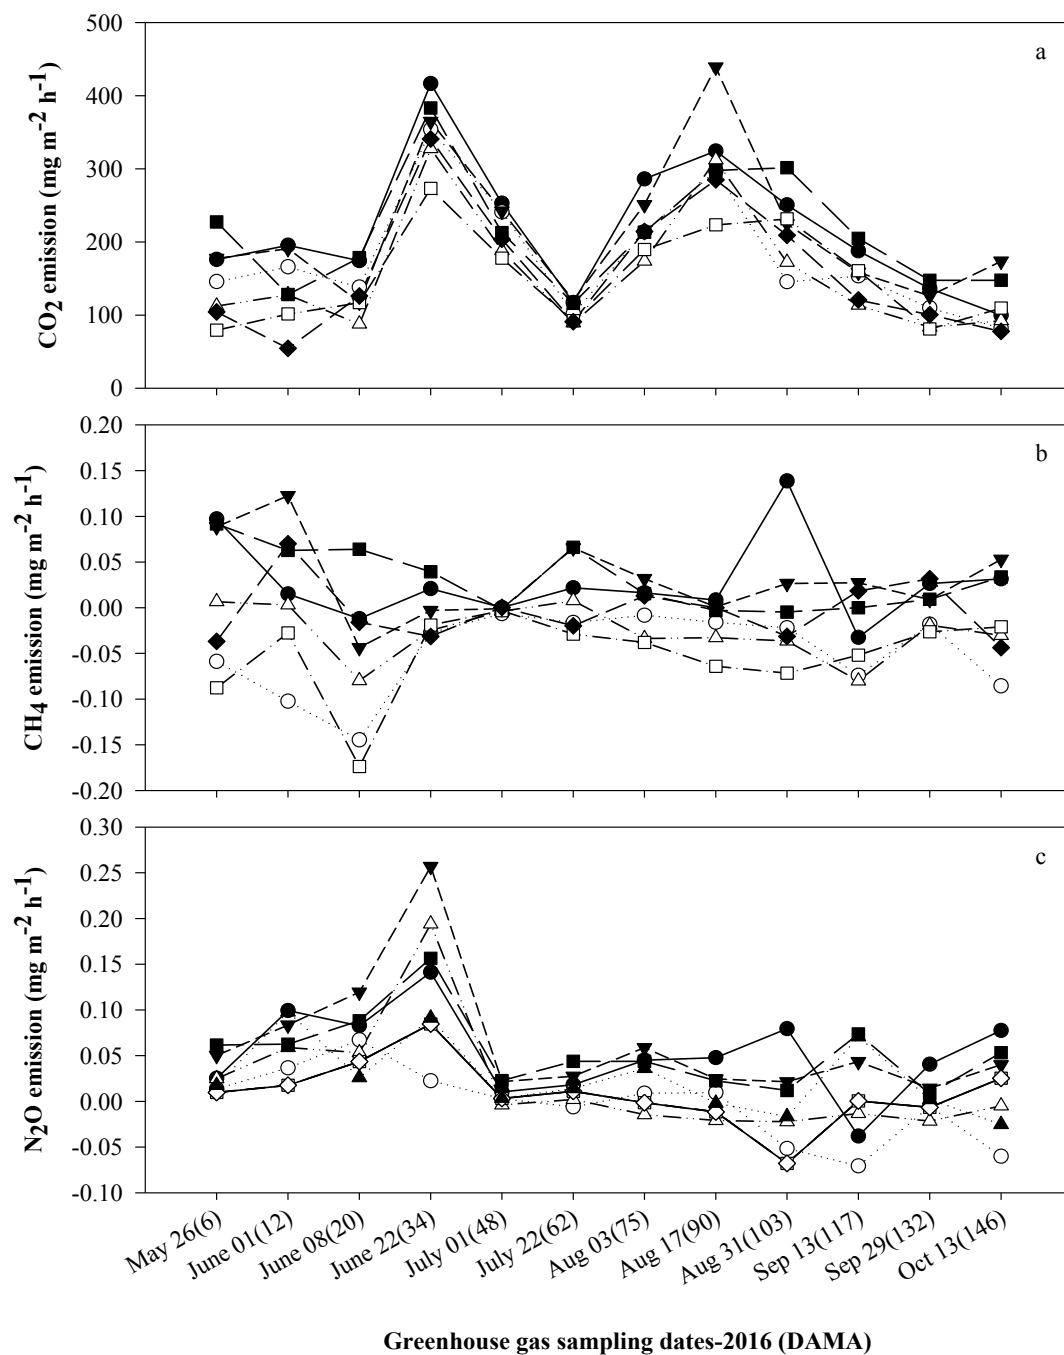 a
CO2 emission (mg m-2 h-1)
500
400
300
200
100
0
b
CH4 emission (mg m-2 h-1)
0.20
0.15
0.10
0.05
0.00
-0.05
-0.10
-0.15
-0.20
c
N2O emission (mg m-2 h-1)
0.30
0.25
0.20
0.15
0.10
0.05
0.00
-0.05
-0.10
May 26(6)
June 01(12)
June 08(20)
June 22(34)
July 01(48)
July 22(62)
Aug 03(75)
Aug 17(90)
Aug 31(103)
Sep 13(117)
Sep 29(132)
Oct 13(146)
Greenhouse gas sampling dates-2016 (DAMA)